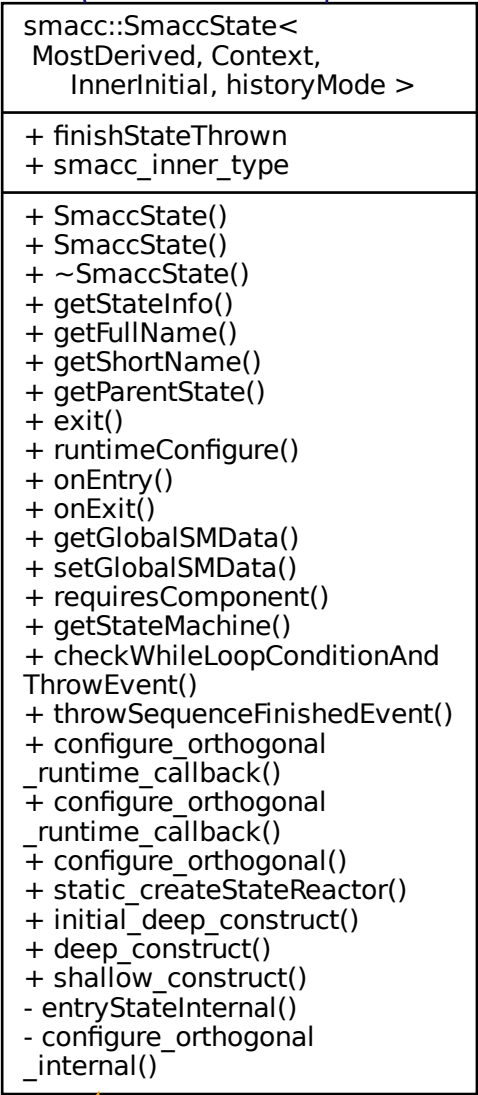 smacc::SmaccState<
MostDerived, Context,
InnerInitial, historyMode >
+ finishStateThrown
+ smacc_inner_type
+ SmaccState()
+ SmaccState()
+ ~SmaccState()
+ getStateInfo()
+ getFullName()
+ getShortName()
+ getParentState()
+ exit()
+ runtimeConfigure()
+ onEntry()
+ onExit()
+ getGlobalSMData()
+ setGlobalSMData()
+ requiresComponent()
+ getStateMachine()
+ checkWhileLoopConditionAnd
ThrowEvent()
+ throwSequenceFinishedEvent()
+ configure_orthogonal
_runtime_callback()
+ configure_orthogonal
_runtime_callback()
+ configure_orthogonal()
+ static_createStateReactor()
+ initial_deep_construct()
+ deep_construct()
+ shallow_construct()
- entryStateInternal()
- configure_orthogonal
_internal()